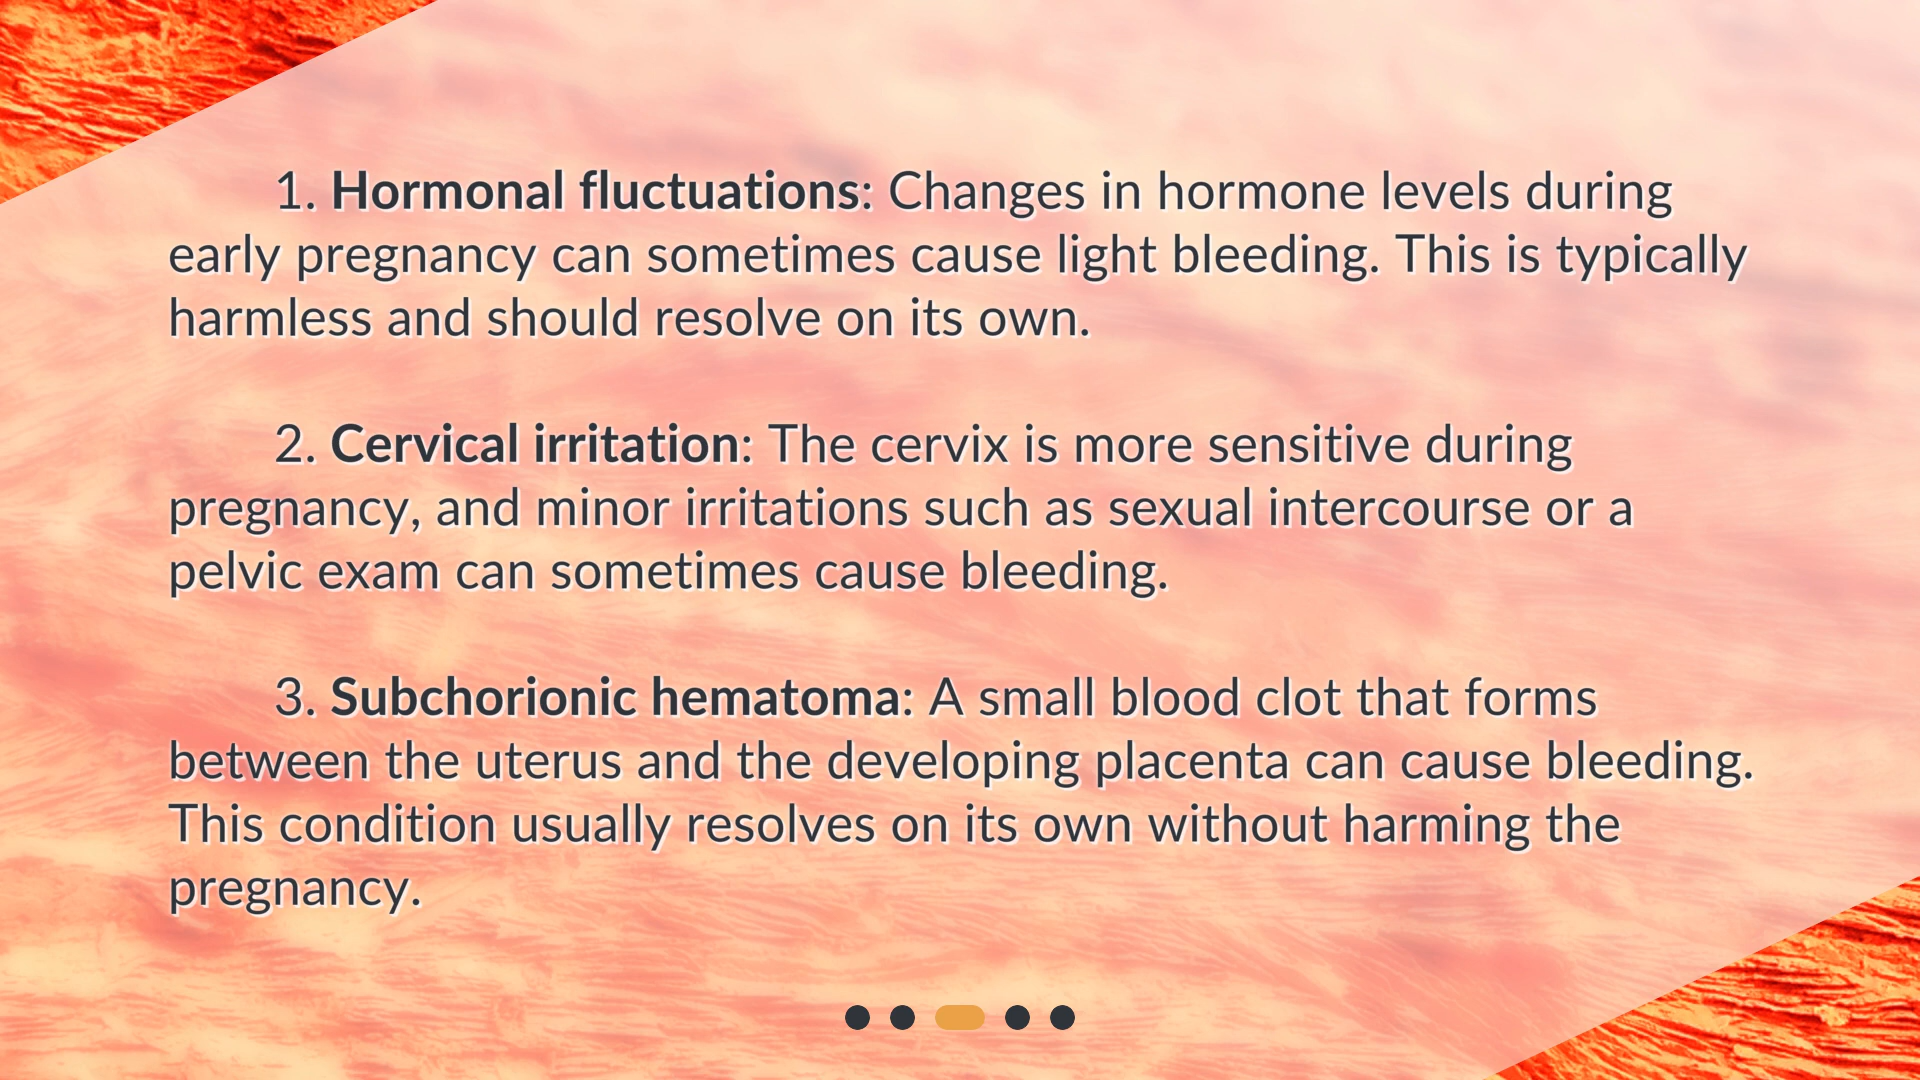 1. Hormonal fluctuations: Changes in hormone levels during
early pregnancy can sometimes cause light bleeding. This is typically
harmless and should resolve on its own.
2. Cervical irritation: The cervix is more sensitive during
pregnancy, and minor irritations such as sexual intercourse or a
pelvic exam can sometimes cause bleeding.
3. Subchorionic hematoma: A small blood clot that forms
between the uterus and the developing placenta can cause bleeding.
This condition usually resolves on its own without harming the
pregnancy.